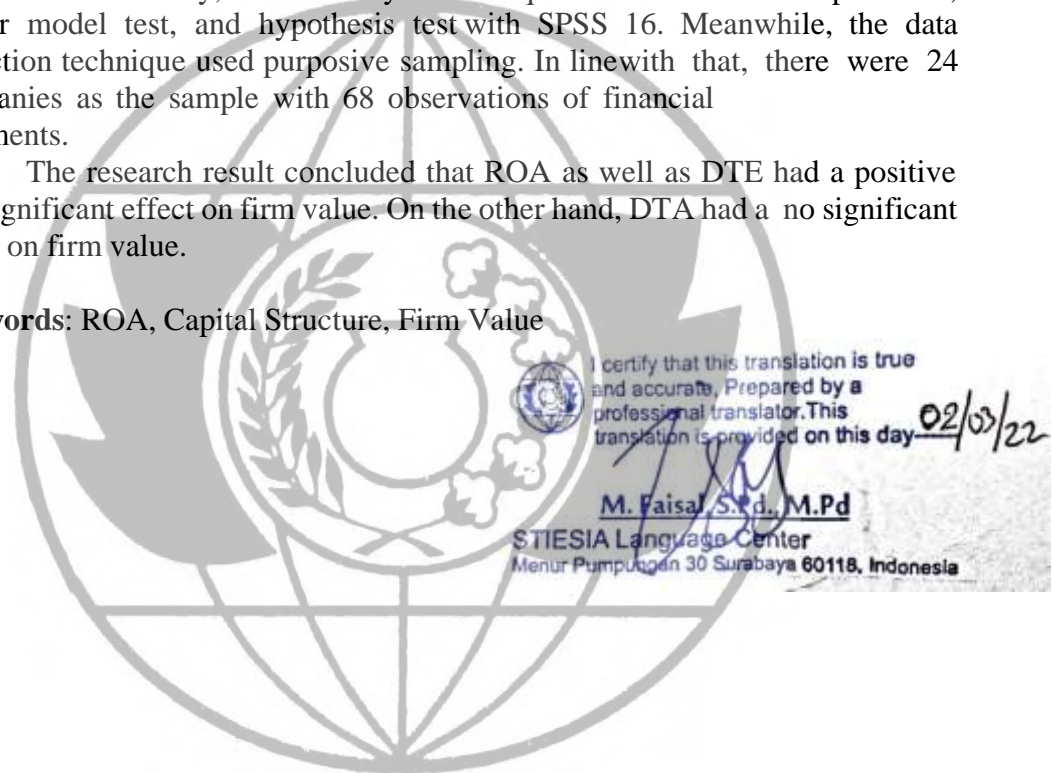 r model test, and hypothesis test with SPSS 16. Meanwhile, the data
ction technique used purposive sampling. In linewith that, there were 24
anies as the sample with 68 observations of financial
ents.
The research result concluded that ROA as well as DTE had a positive
gnificant effect on firm value. On the other hand, DTA had a no significant
on firm value.
ords: ROA, Capital Structure, Firm Value
I certify that this translation is true
and accurate, Prepared by a
professional translator.This
translation is provided on this day 02/03/22
M. Faisal, S.Pd., M.Pd
STIESIA Language Center
Menur Pumpungan 30 Surabaya 60118, Indonesia